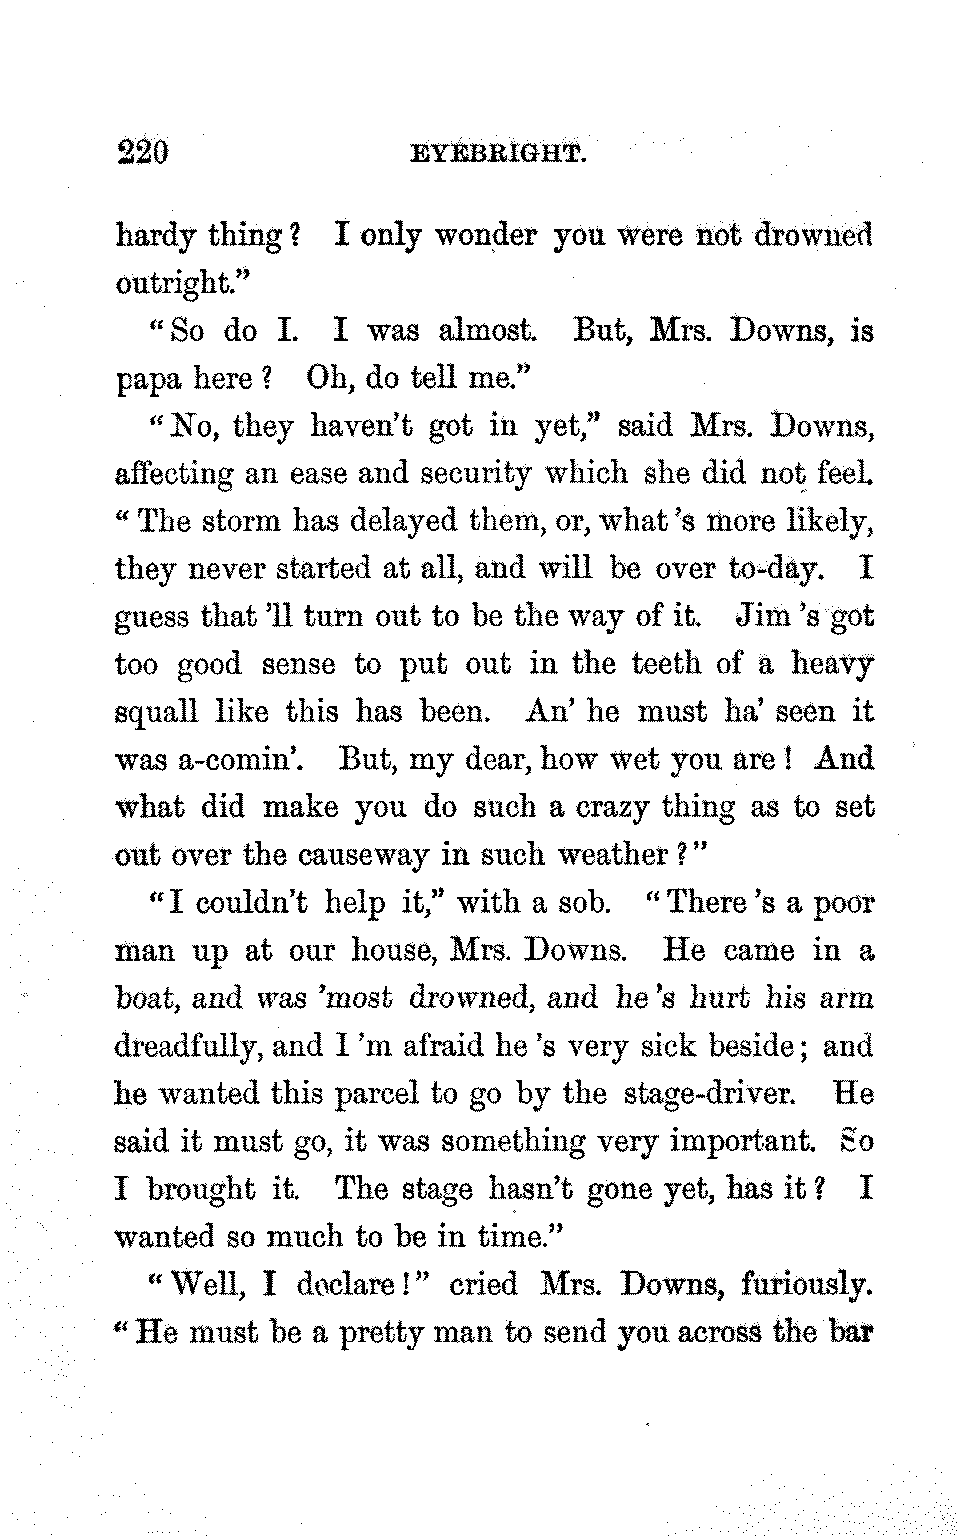 220 EYEBRIGHT.
hardy thing? I only wonder you were not drowned
outright."
"So do I. I was almost. But, Mrs. Downs, is
papa here? Oh, do tell me."
"No, they haven't got in yet," said Mrs. Downs,
affecting an ease and security which she did not feel.
"The storm has delayed them, or, what 's more likely,
they never started at all, and will be over to-day. I
guess that 'll turn out to be the way of it. Jim 's got
too good sense to put out in the teeth of a heavy
squall like this has been. An' he must ha' seen it
was a-comin'. But, my dear, how wet you are! And
what did make you do such a crazy thing as to set
out over the causeway in such weather?"
"I couldn't help it," with a sob. "There 's a poor
man up at our house, Mrs. Downs. He came in a
boat, and was 'most drowned, and he 's hurt his arm
dreadfully, and I 'm afraid he 's very sick beside; and
he wanted this parcel to go by the stage-driver. He
said it must go, it was something very important. So
I brought it. The stage hasn't gone yet, has it? I
wanted so much to be in time."
"Well, I declare!" cried Mrs. Downs, furiously.
"He must be a pretty man to send you across the bar